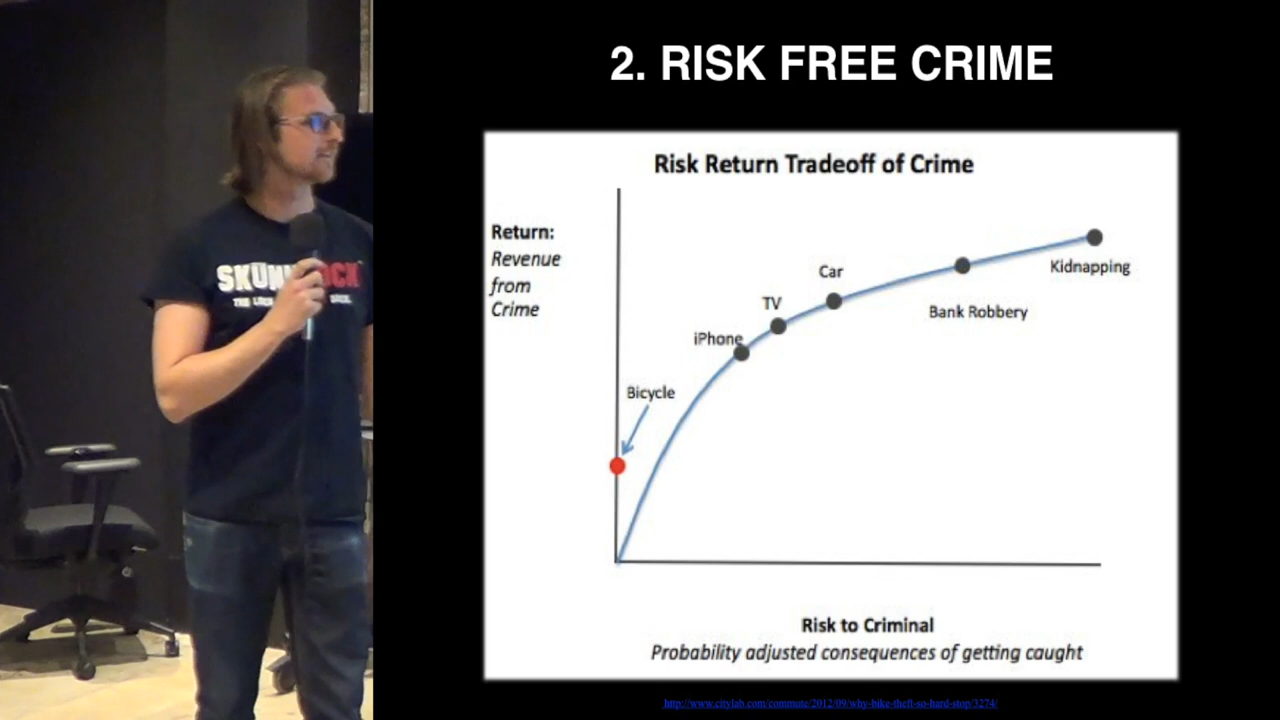 2. RISK FREE CRIME
Risk Return Tradeoff of Crime
Return:
Revenue
from
Crime
Kidnapping
Car
TV
Bank Robbery
iPhone
Bicycle
Risk to Criminal
Probability adjusted consequences of getting caught
http://www.citylab.com/commute/2012/09/why-bike-theft-so-hard-stop/3274/